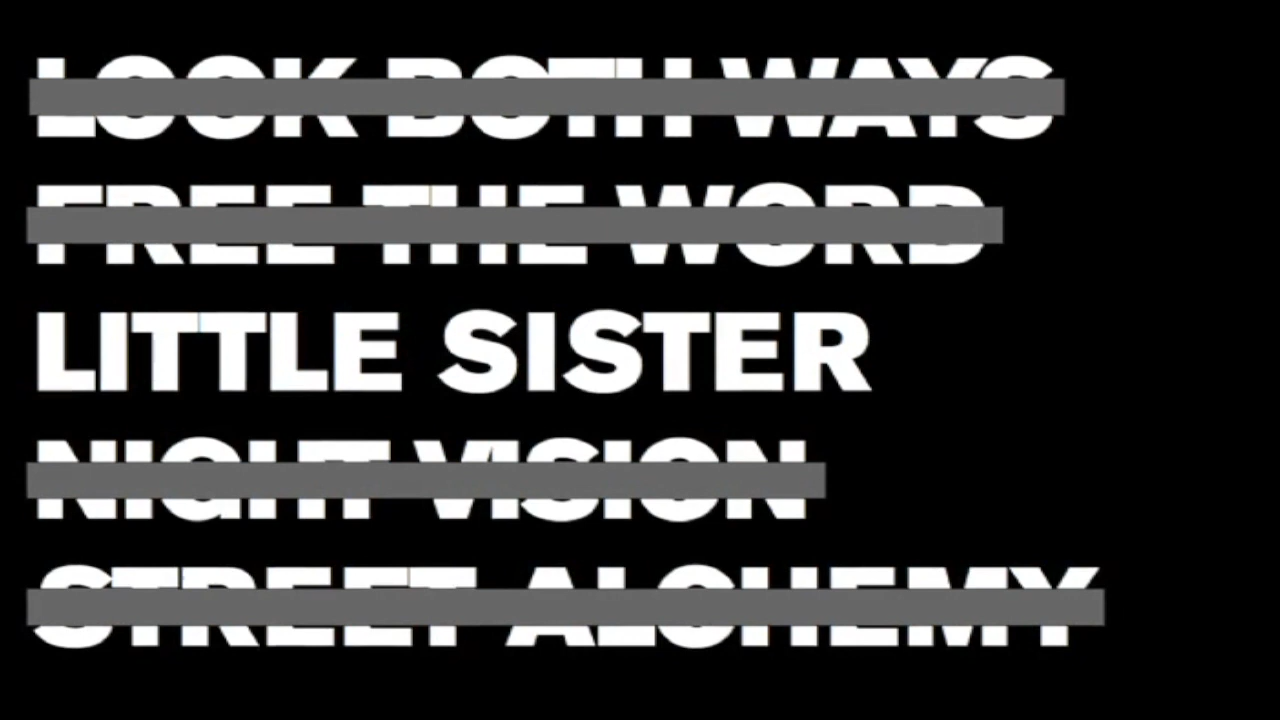 LOOK BOTH WAYS
FREE THE WORD
LITTLE SISTER
NIGHT VISION
STREET ALCHEMY